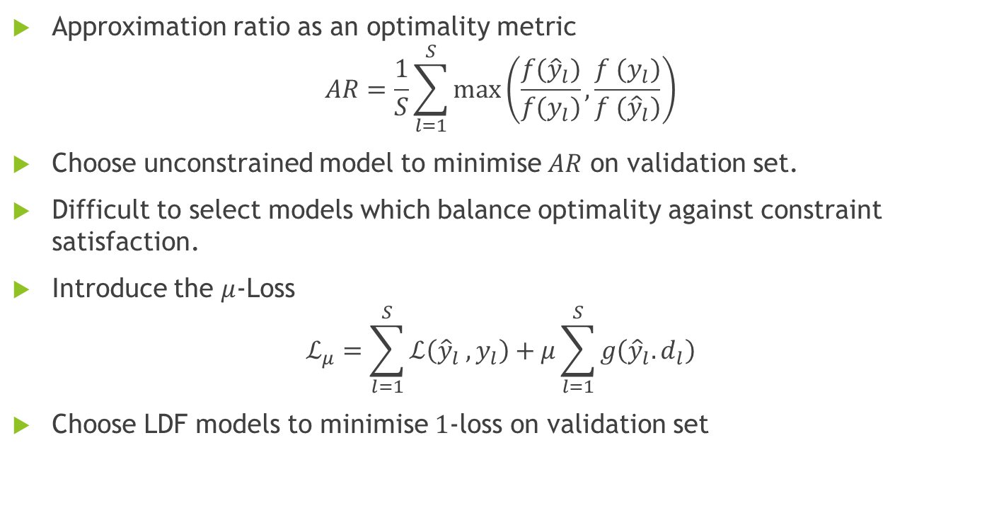 Approximation ratio as an optimality metric
AR = \frac{1}{S} \sum_{l=1}^{S} \max\left(\frac{f(\hat{y}_l)}{f(y_l)}, \frac{f(y_l)}{f(\hat{y}_l)}\right)
Choose unconstrained model to minimise AR on validation set.
Difficult to select models which balance optimality against constraint
satisfaction.
Introduce the μ-Loss
\mathcal{L}_\mu = \sum_{l=1}^{S} \mathcal{L}(\hat{y}_l, y_l) + \mu \sum_{l=1}^{S} g(\hat{y}_l. d_l)
Choose LDF models to minimise 1-loss on validation set